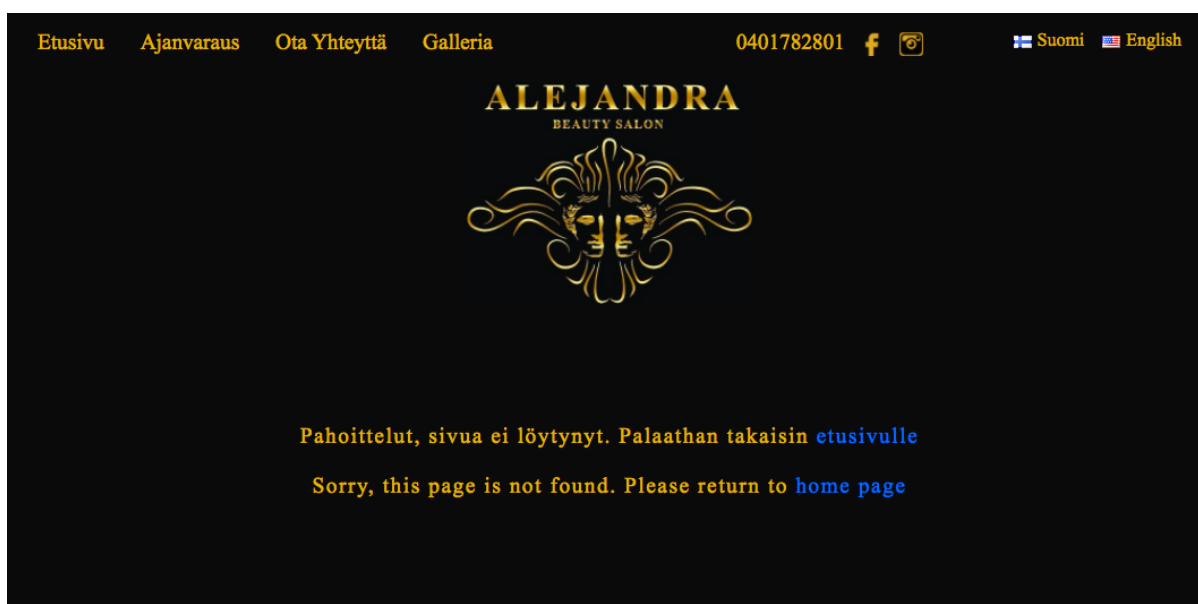 Etusivu Ajanvaraus Ota Yhteyttä Galleria 0401782801 Suomi English
ALEJANDRA
BEAUTY SALON
Pahoittelut, sivua ei löytynyt. Palaathan takaisin etusivulle
Sorry, this page is not found. Please return to home page